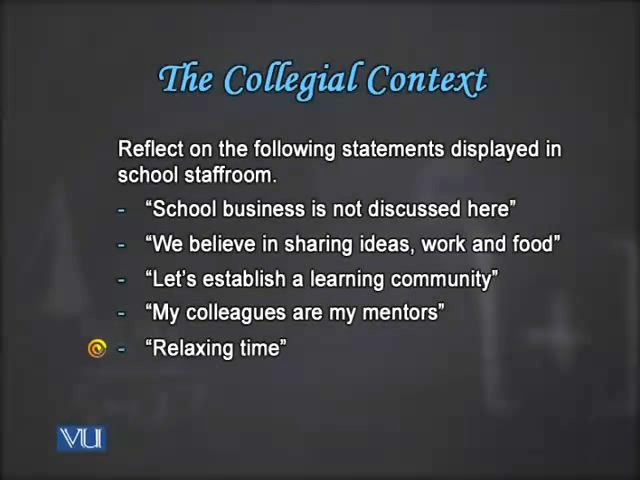 The Collegial Context
Reflect on the following statements displayed in
school staffroom.
- “School business is not discussed here”
- “We believe in sharing ideas, work and food”
- “Let’s establish a learning community”
- “My colleagues are my mentors”
- “Relaxing time”
VU